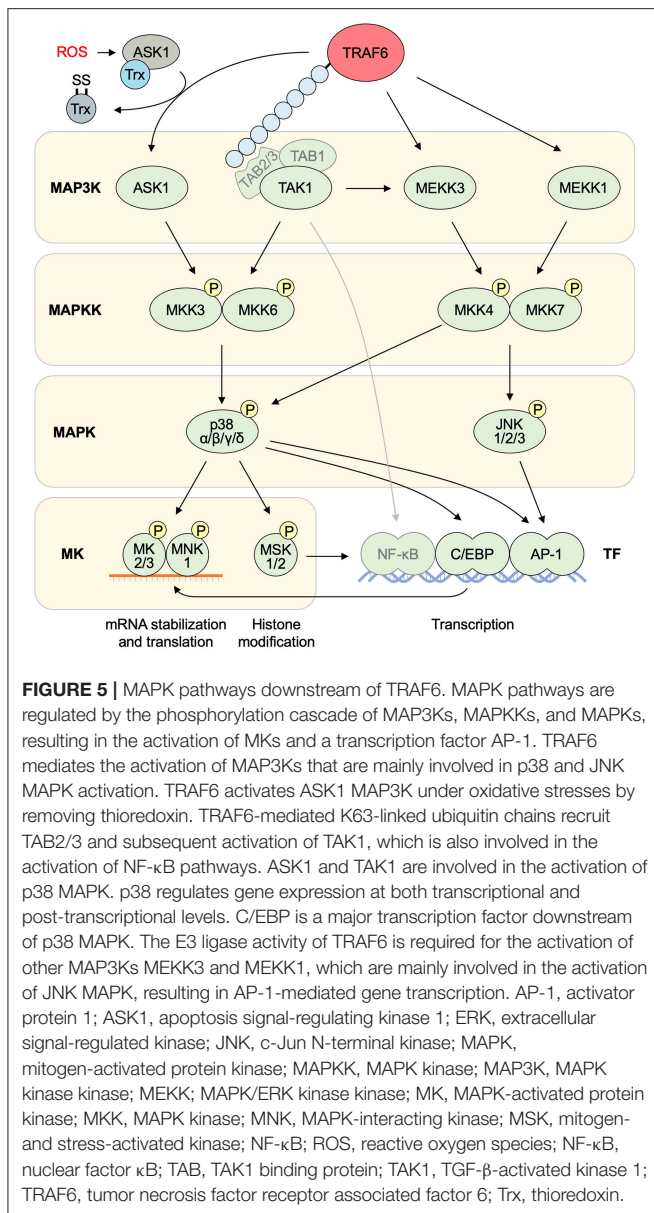 ROS
ASK1
Trx
SS
Trx
TRAF6
TAB2/3
TAB1
MAP3K
ASK1
TAK1
MEKK3
MEKK1
MAPKK
MKK3
P
MKK6
P
MKK4
P
MKK7
P
MAPK
p38
α/β/γ/δ
P
JNK
1/2/3
P
MK
MK
2/3
P
MNK
1
P
MSK
1/2
P
NF-κB
C/EBP
AP-1
TF
mRNA stabilization
and translation
Histone
modification
Transcription
FIGURE 5 | MAPK pathways downstream of TRAF6. MAPK pathways are
regulated by the phosphorylation cascade of MAP3Ks, MAPKKs, and MAPKs,
resulting in the activation of MKs and a transcription factor AP-1. TRAF6
mediates the activation of MAP3Ks that are mainly involved in p38 and JNK
MAPK activation. TRAF6 activates ASK1 MAP3K under oxidative stresses by
removing thioredoxin. TRAF6-mediated K63-linked ubiquitin chains recruit
TAB2/3 and subsequent activation of TAK1, which is also involved in the
activation of NF-κB pathways. ASK1 and TAK1 are involved in the activation of
p38 MAPK. p38 regulates gene expression at both transcriptional and
post-transcriptional levels. C/EBP is a major transcription factor downstream
of p38 MAPK. The E3 ligase activity of TRAF6 is required for the activation of
other MAP3Ks MEKK3 and MEKK1, which are mainly involved in the activation
of JNK MAPK, resulting in AP-1-mediated gene transcription. AP-1, activator
protein 1; ASK1, apoptosis signal-regulating kinase 1; ERK, extracellular
signal-regulated kinase; JNK, c-Jun N-terminal kinase; MAPK,
mitogen-activated protein kinase; MAPKK, MAPK kinase; MAP3K, MAPK
kinase kinase; MEKK; MAPK/ERK kinase kinase; MK, MAPK-activated protein
kinase; MKK, MAPK kinase; MNK, MAPK-interacting kinase; MSK, mitogen-
and stress-activated kinase; NF-κB; ROS, reactive oxygen species; NF-κB,
nuclear factor κB; TAB, TAK1 binding protein; TAK1, TGF-β-activated kinase 1;
TRAF6, tumor necrosis factor receptor associated factor 6; Trx, thioredoxin.